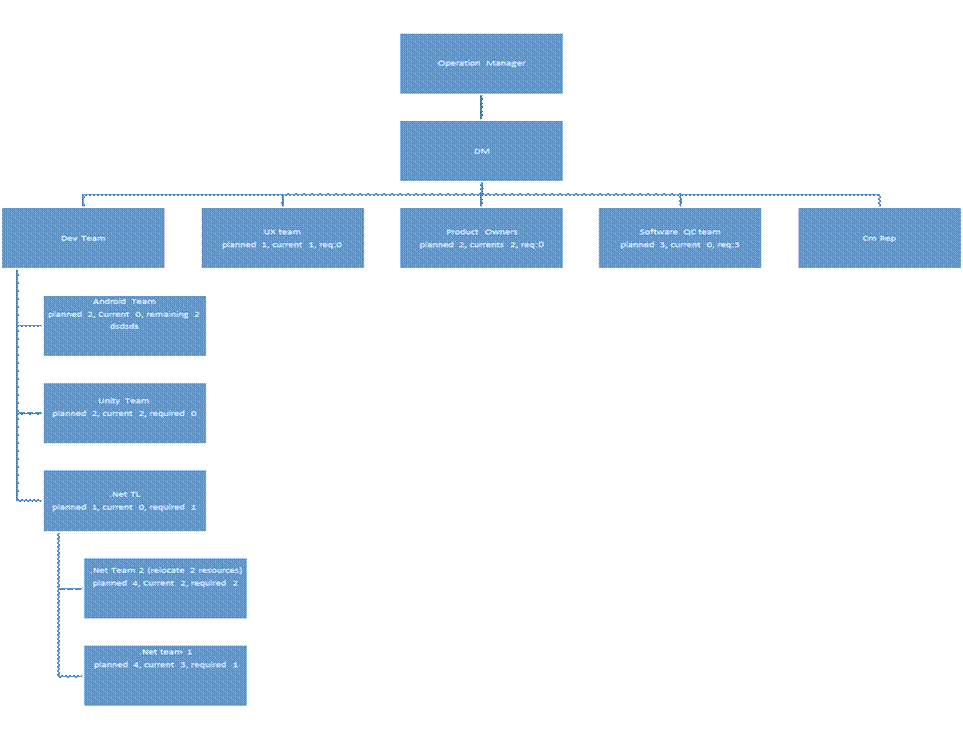 Operation Manager
DM
Dev Team
UX team
planned 1, current 1, req:0
Product Owners
planned 2, currents 2, req:0
Software QC team
planned 3, current 0, req:3
Cm Rep
Android Team
planned 2, Current 0, remaining 2
dsdsds
Unity Team
planned 2, current 2, required 0
.Net TL
planned 1, current 0, required 1
.Net Team 2 (relocate 2 resources)
planned 4, Current 2, required 2
.Net team 1
planned 4, current 3, required 1